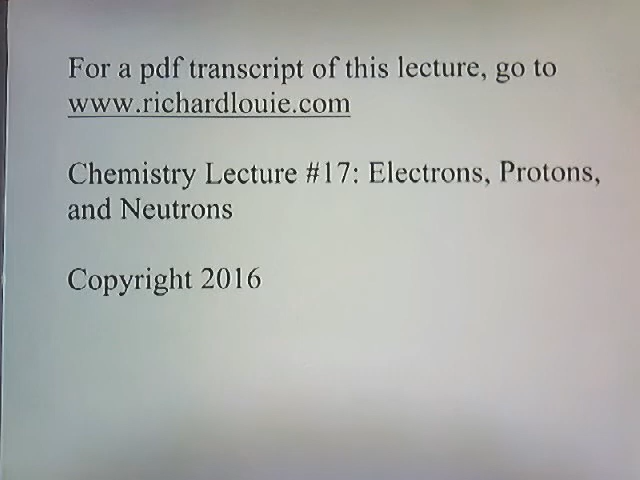 For a pdf transcript of this lecture, go to
www.richardlouie.com
Chemistry Lecture #17: Electrons, Protons,
and Neutrons
Copyright 2016